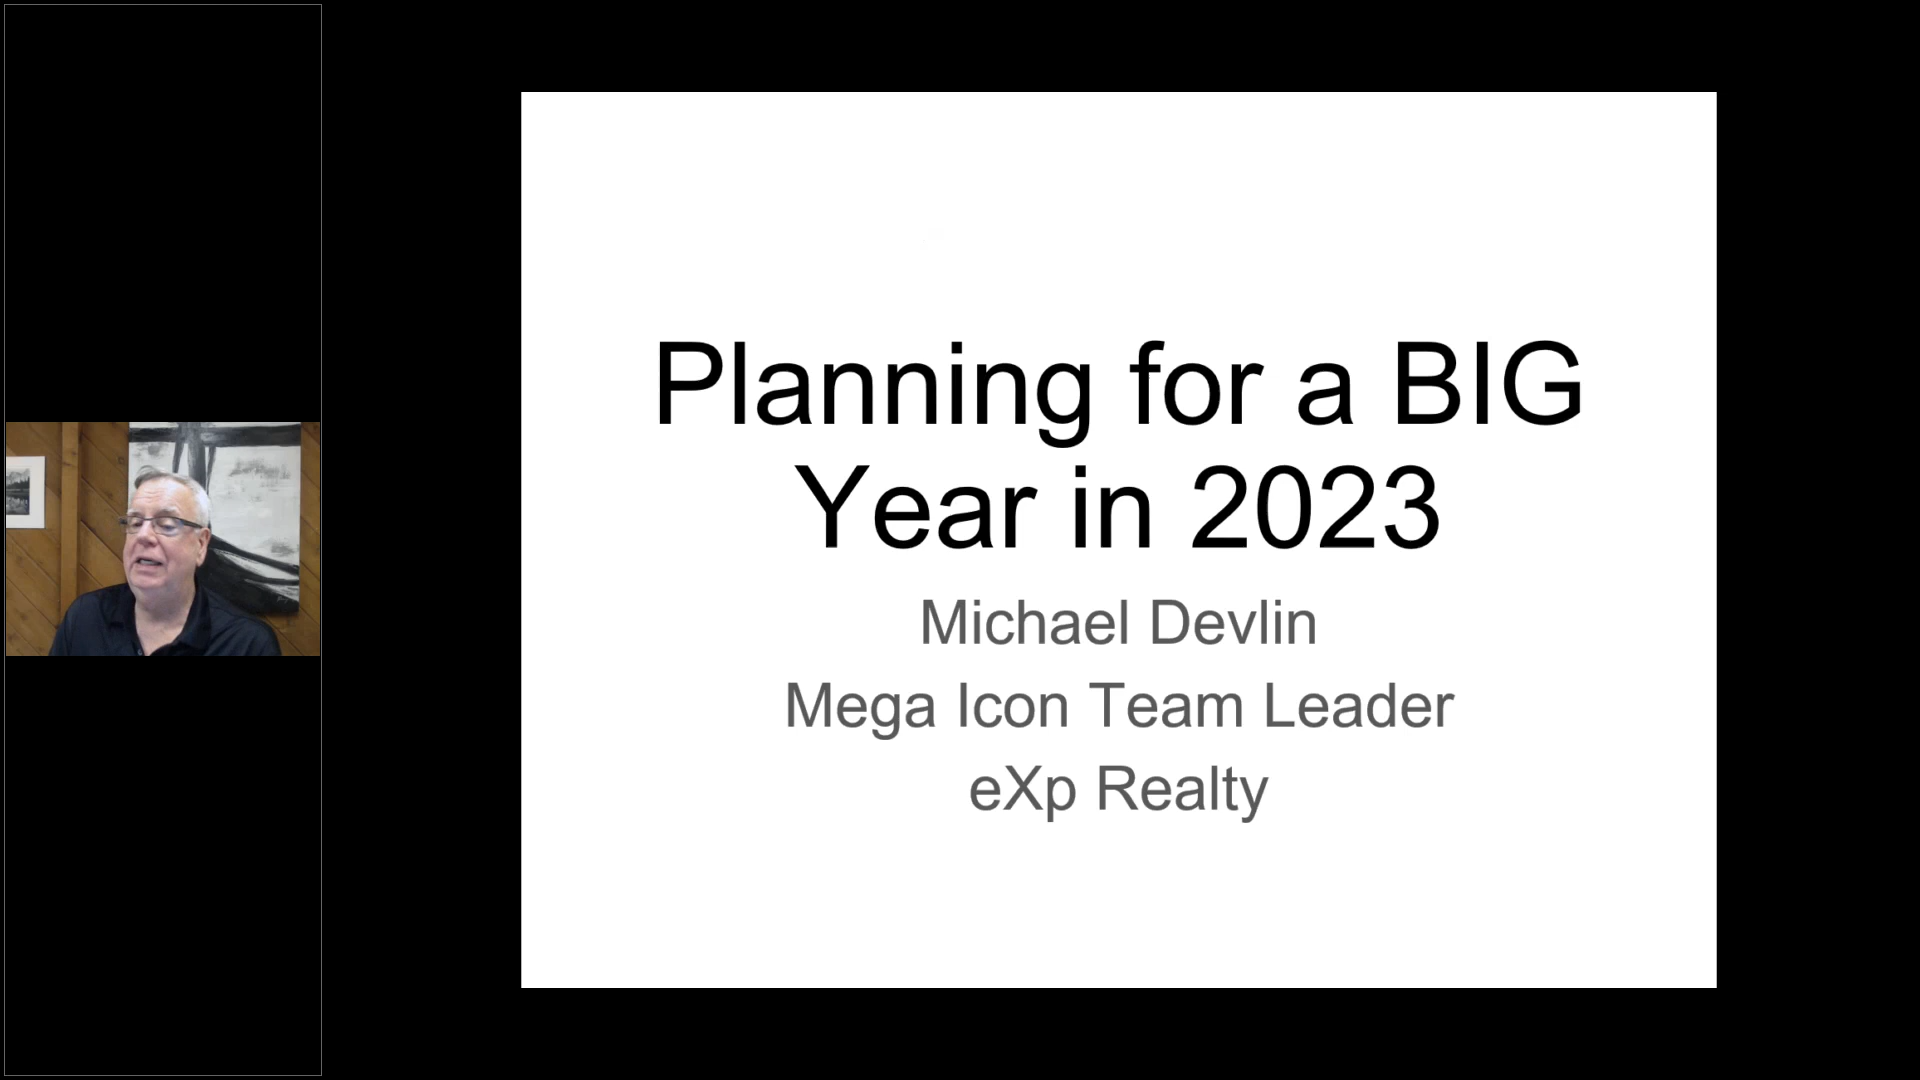 Planning for a BIG
Year in 2023
Michael Devlin
Mega Icon Team Leader
eXp Realty